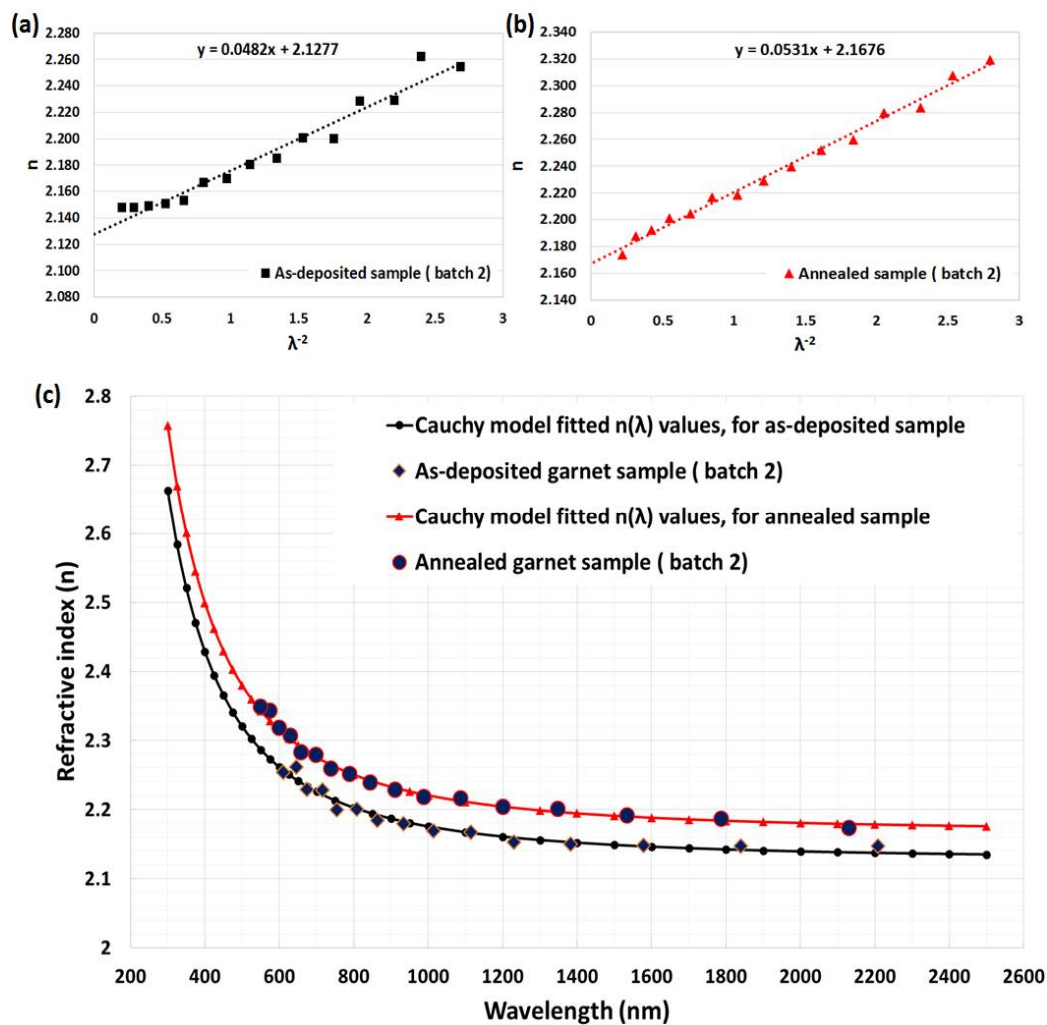 (a)
y = 0.0482x + 2.1277
2.280
2.260
2.240
2.220
2.200
2.180
2.160
2.140
2.120
2.100
2.080
n
As-deposited sample ( batch 2)
0 0.5 1 1.5 2 2.5 3
λ-2
(b)
y = 0.0531x + 2.1676
2.340
2.320
2.300
2.280
2.260
2.240
2.220
2.200
2.180
2.160
2.140
n
Annealed sample ( batch 2)
0 0.5 1 1.5 2 2.5 3
λ-2
(c)
2.8
2.7
2.6
2.5
2.4
2.3
2.2
2.1
2
Refractive index (n)
Cauchy model fitted n(λ) values, for as-deposited sample
As-deposited garnet sample ( batch 2)
Cauchy model fitted n(λ) values, for annealed sample
Annealed garnet sample ( batch 2)
200 400 600 800 1000 1200 1400 1600 1800 2000 2200 2400 2600
Wavelength (nm)